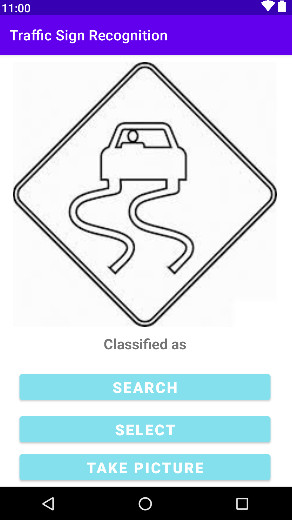 11:00
Traffic Sign Recognition
Classified as
SEARCH
SELECT
TAKE PICTURE